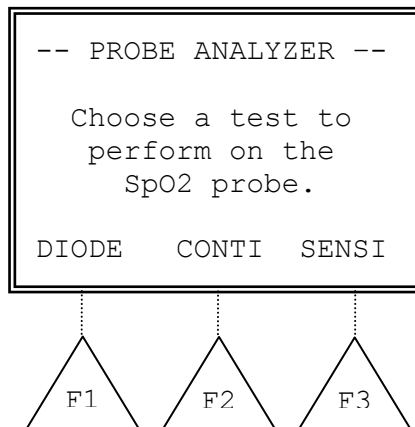 -- PROBE ANALYZER --
Choose a test to
perform on the
SpO2 probe.
DIODE CONTI SENSI
F1 F2 F3